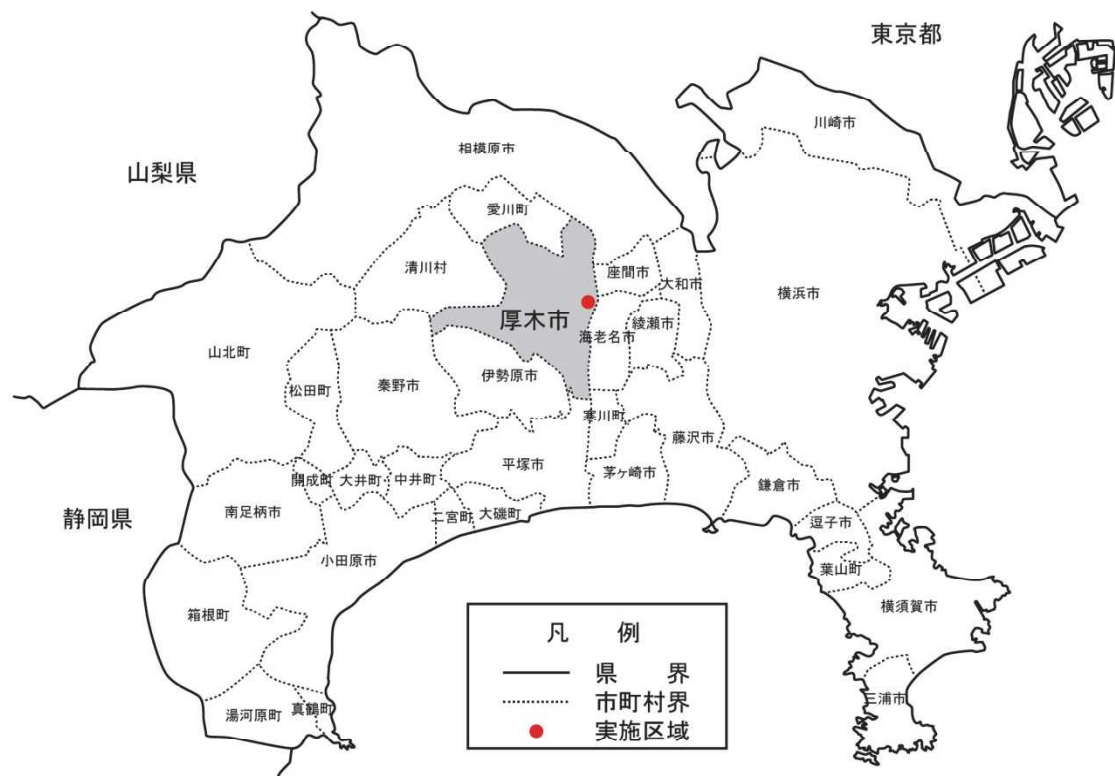 東京都
川崎市
相模原市
山梨県
愛川町
清川村
座間市
大和市
横浜市
厚木市
海老名市
綾瀬市
山北町
松田町
秦野市
伊勢原市
寒川町
藤沢市
平塚市
茅ヶ崎市
開成町
大井町
中井町
鎌倉市
南足柄市
二宮町
大磯町
逗子市
静岡県
小田原市
葉山町
箱根町
横須賀市
凡 例
県 界
市町村界
実施区域
三浦市
湯河原町
真鶴町